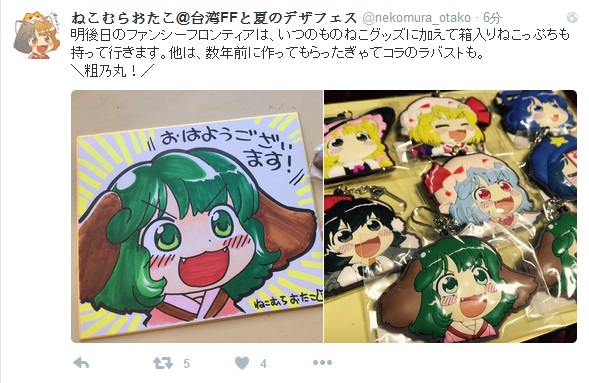 ねこむらおたこ@台湾FFと夏のデザフェス @nekomura_otako・6分
明後日のファンシーフロンティアは、いつのものねこグッズに加えて箱入りねこっぷちも
持って行きます。他は、数年前に作ってもらったぎゃてコラのラバストも。
＼粗乃丸！／
おはようござい
ます!
ねこむらおたこ
5
4